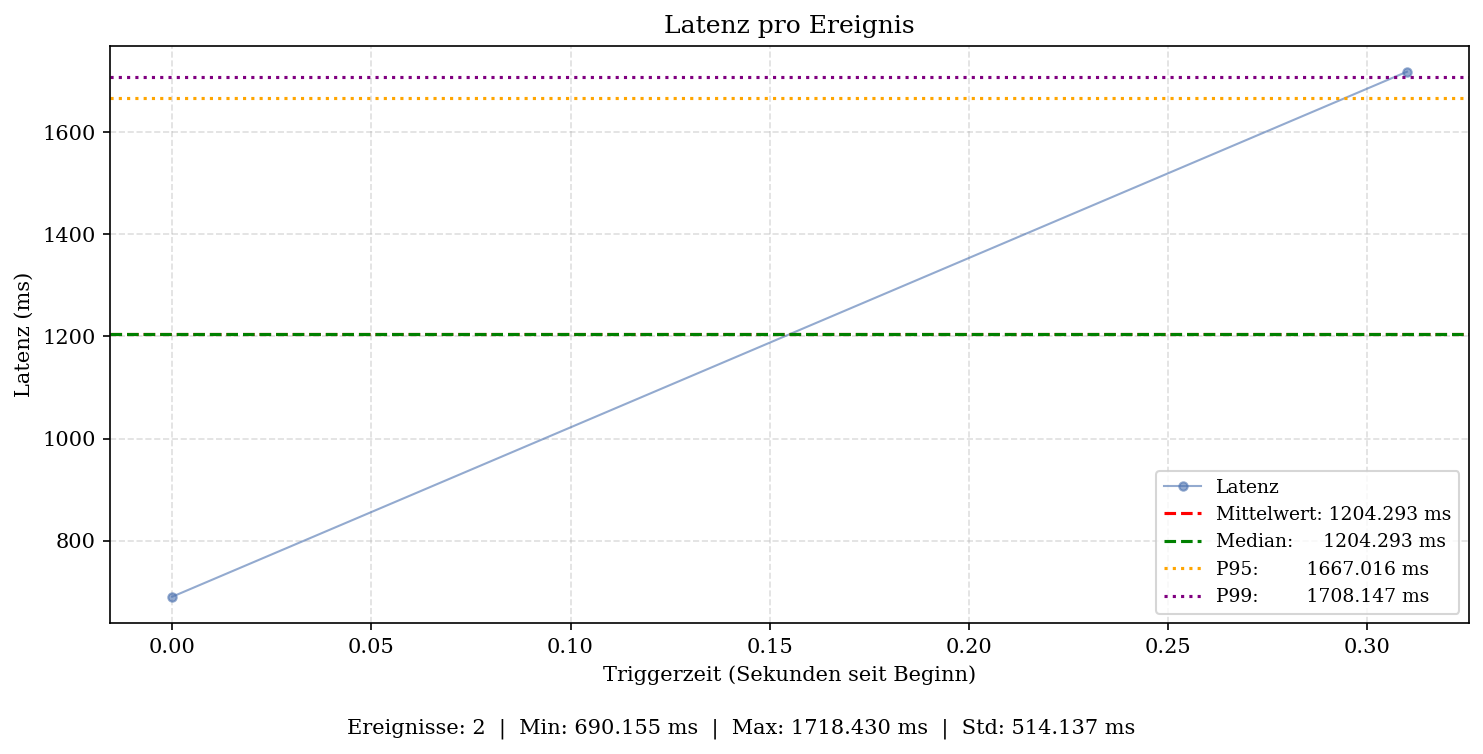 Latenz pro Ereignis
Latenz (ms)
1600
1400
1200
1000
800
Latenz
Mittelwert: 1204.293 ms
Median: 1204.293 ms
P95: 1667.016 ms
P99: 1708.147 ms
0.00 0.05 0.10 0.15 0.20 0.25 0.30
Triggerzeit (Sekunden seit Beginn)
Ereignisse: 2 | Min: 690.155 ms | Max: 1718.430 ms | Std: 514.137 ms